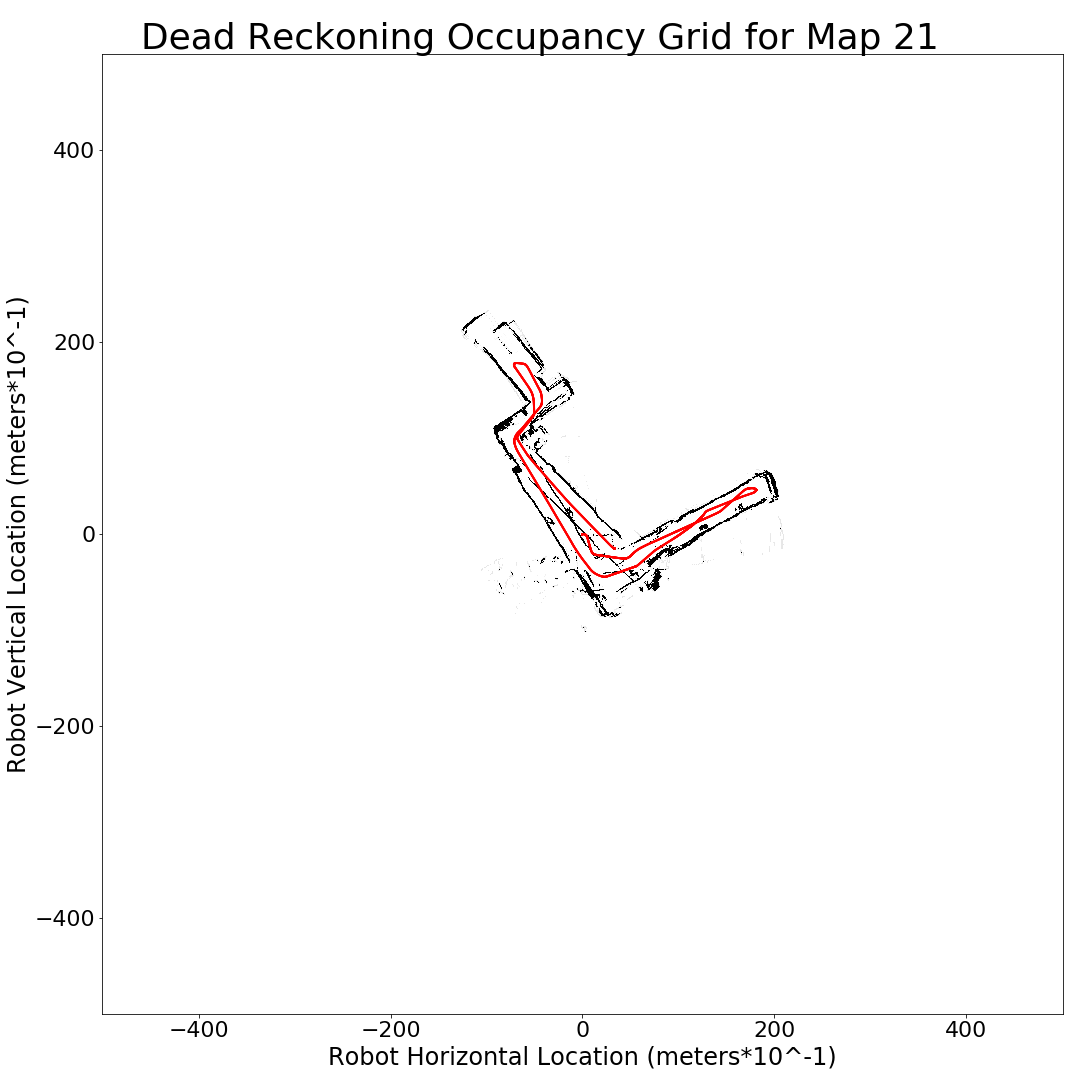 Dead Reckoning Occupancy Grid for Map 21
Robot Vertical Location (meters*10^-1)
400
200
0
−200
−400
−400 −200 0 200 400
Robot Horizontal Location (meters*10^-1)